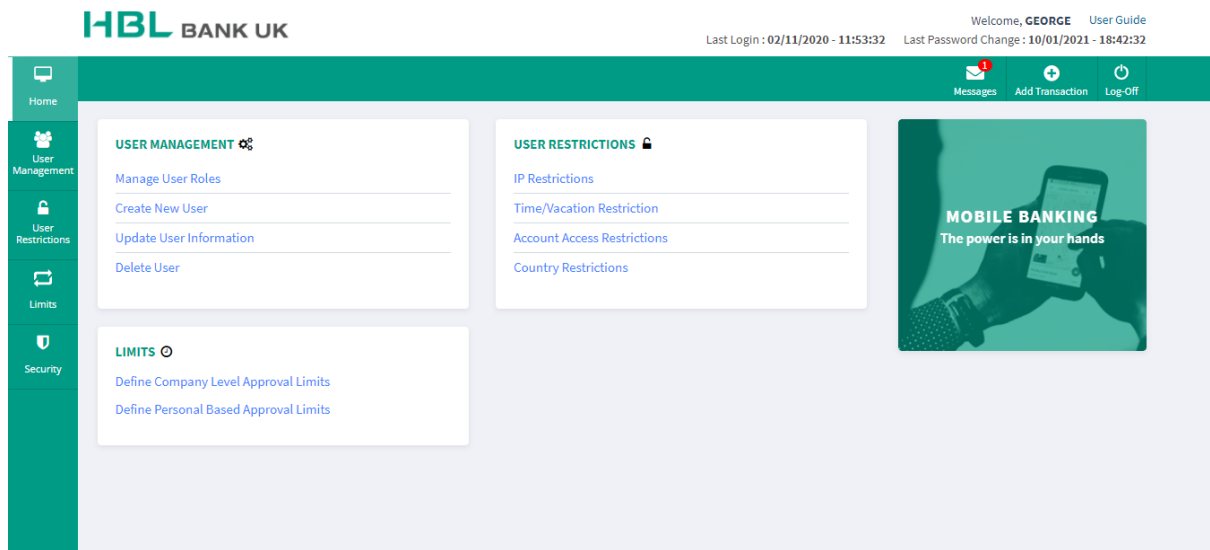 HBL BANK UK
Welcome, GEORGE User Guide
Last Login : 02/11/2020 - 11:53:32 Last Password Change : 10/01/2021 - 18:42:32
Home
1
Messages
Add Transaction
Log-Off
User
Management
User
Restrictions
Limits
Security
USER MANAGEMENT
Manage User Roles
Create New User
Update User Information
Delete User
USER RESTRICTIONS
IP Restrictions
Time/Vacation Restriction
Account Access Restrictions
Country Restrictions
MOBILE BANKING
The power is in your hands
LIMITS
Define Company Level Approval Limits
Define Personal Based Approval Limits